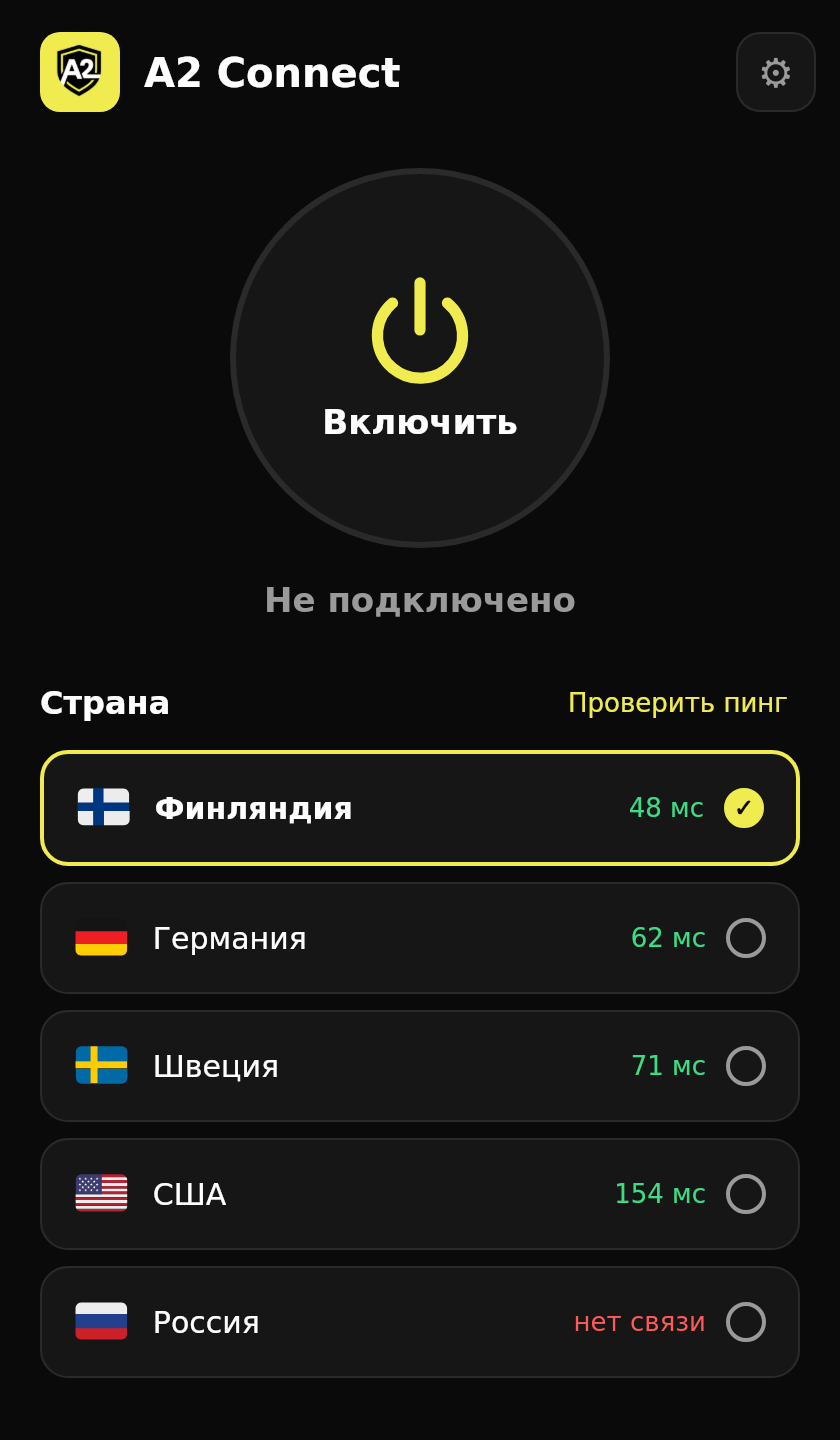 A2
A2 Connect
Включить
Не подключено
Страна
Проверить пинг
Финляндия
48 мс
Германия
62 мс
Швеция
71 мс
США
154 мс
Россия
нет связи